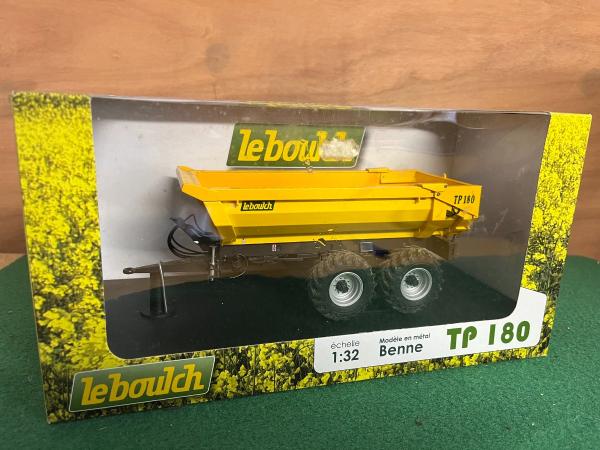 leboulch
leboulch
TP 180
échelle
1:32
Modèle en métal
Benne
TP 180
leboulch